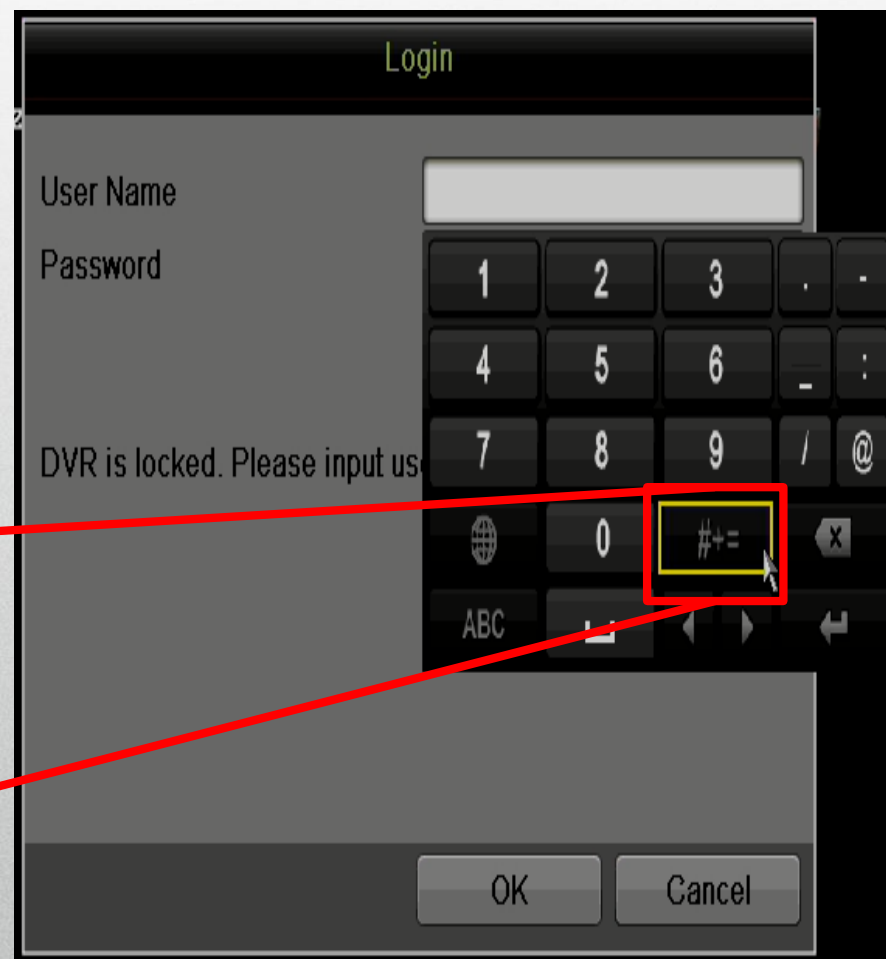 Login
User Name
Password
1 2 3 . -
4 5 6 _ :
DVR is locked. Please input
7 8 9 / @
0 #+=
ABC
OK Cancel